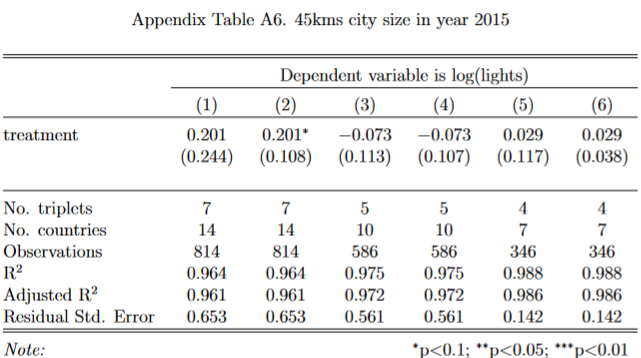 Appendix Table A6. 45kms city size in year 2015
Dependent variable is log(lights)
(1) (2) (3) (4) (5) (6)
treatment 0.201 0.201* −0.073 −0.073 0.029 0.029
(0.244) (0.108) (0.113) (0.107) (0.117) (0.038)
No. triplets 7 7 5 5 4 4
No. countries 14 14 10 10 7 7
Observations 814 814 586 586 346 346
R² 0.964 0.964 0.975 0.975 0.988 0.988
Adjusted R² 0.961 0.961 0.972 0.972 0.986 0.986
Residual Std. Error 0.653 0.653 0.561 0.561 0.142 0.142
Note: *p<0.1; **p<0.05; ***p<0.01